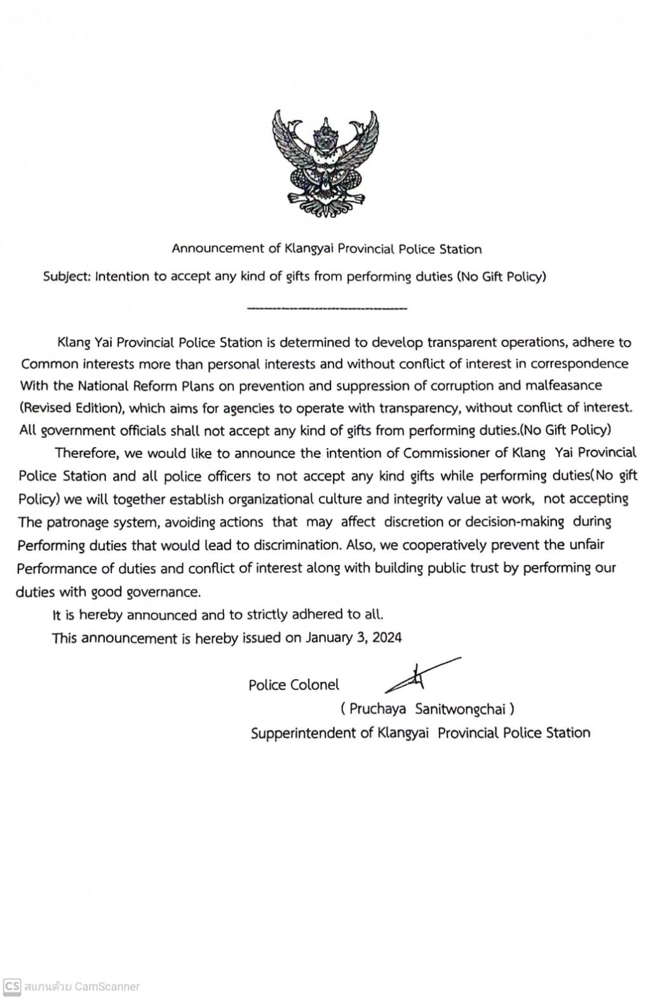 Announcement of Klangyai Provincial Police Station
Subject: Intention to accept any kind of gifts from performing duties (No Gift Policy)
Klang Yai Provincial Police Station is determined to develop transparent operations, adhere to
Common interests more than personal interests and without conflict of interest in correspondence
With the National Reform Plans on prevention and suppression of corruption and malfeasance
(Revised Edition), which aims for agencies to operate with transparency, without conflict of interest.
All government officials shall not accept any kind of gifts from performing duties.(No Gift Policy)
Therefore, we would like to announce the intention of Commissioner of Klang Yai Provincial
Police Station and all police officers to not accept any kind gifts while performing duties(No gift
Policy) we will together establish organizational culture and integrity value at work, not accepting
The patronage system, avoiding actions that may affect discretion or decision-making during
Performing duties that would lead to discrimination. Also, we cooperatively prevent the unfair
Performance of duties and conflict of interest along with building public trust by performing our
duties with good governance.
It is hereby announced and to strictly adhered to all.
This announcement is hereby issued on January 3, 2024
Police Colonel
( Pruchaya Sanitwongchai )
Supperintendent of Klangyai Provincial Police Station
CS สแกนด้วย CamScanner